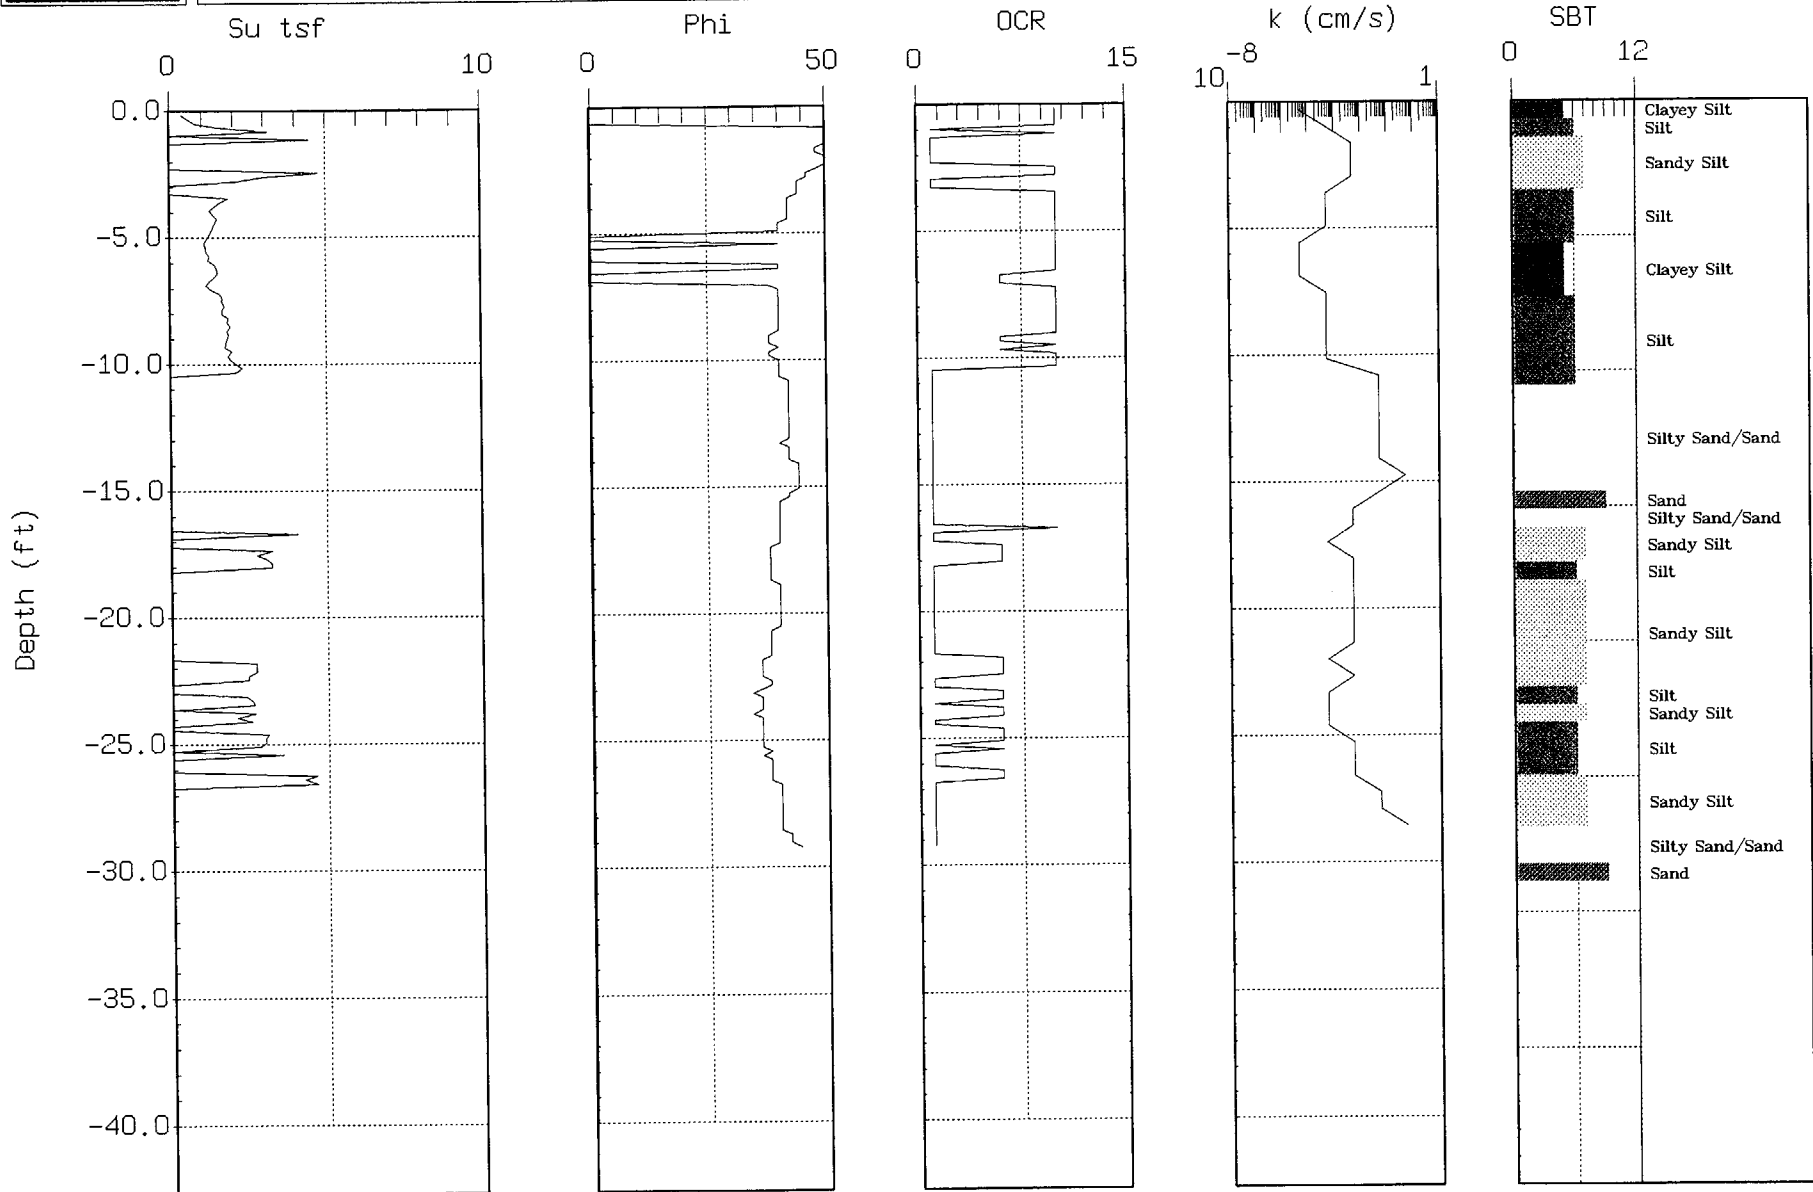 Su tsf
Phi
OCR
k (cm/s)
SBT
0 10
0 50
0 15
10 -8 1
0 12
Depth (ft)
0.0
-5.0
-10.0
-15.0
-20.0
-25.0
-30.0
-35.0
-40.0
Clayey Silt
Silt
Sandy Silt
Silt
Clayey Silt
Silt
Silty Sand/Sand
Sand
Silty Sand/Sand
Sandy Silt
Silt
Sandy Silt
Silt
Sandy Silt
Silt
Sandy Silt
Silty Sand/Sand
Sand